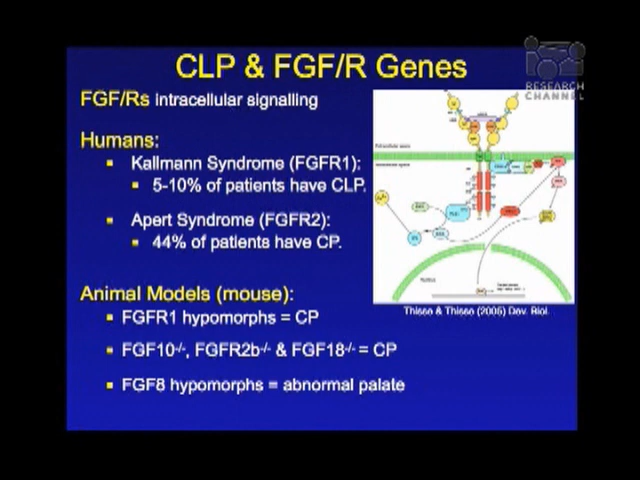 CLP & FGF/R Genes
RESEARCH
CHANNEL
FGF/Rs intracellular signalling
Humans:
▪ Kallmann Syndrome (FGFR1):
▪ 5-10% of patients have CLP.
▪ Apert Syndrome (FGFR2):
▪ 44% of patients have CP.
Nucleus
Thisse & Thisse (2005) Dev. Biol.
Animal Models (mouse):
▪ FGFR1 hypomorphs = CP
▪ FGF10-/-, FGFR2b-/- & FGF18-/- = CP
▪ FGF8 hypomorphs = abnormal palate